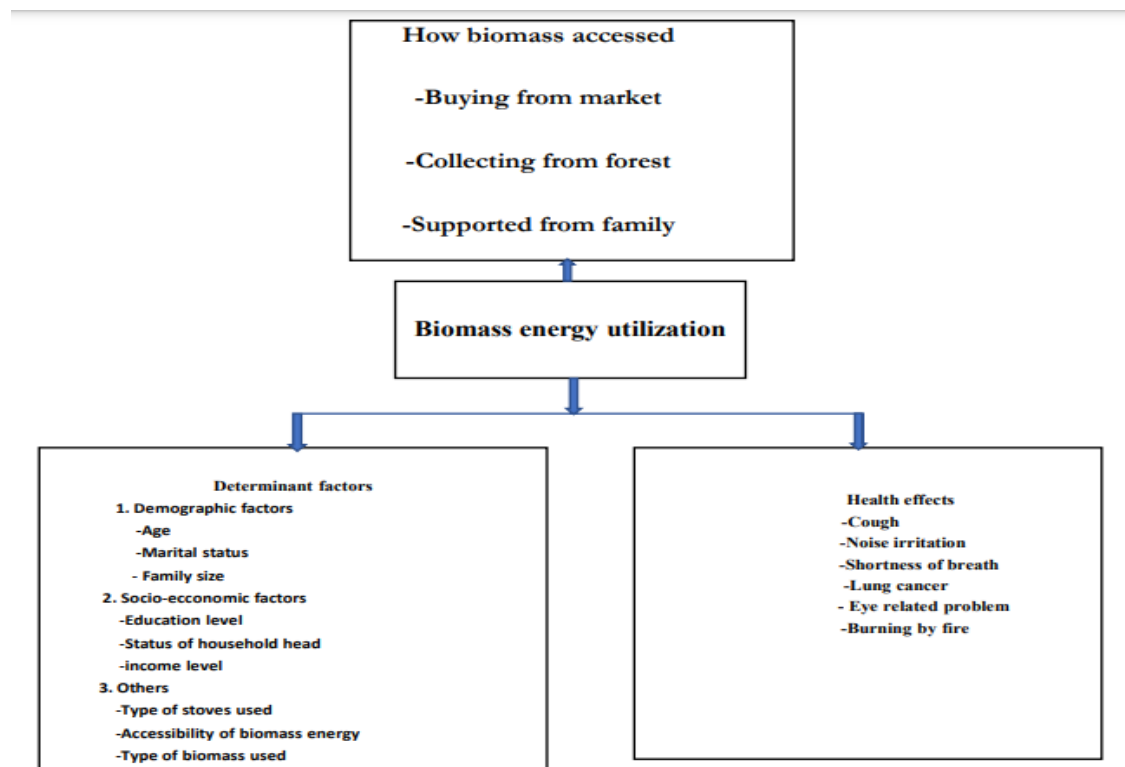 How biomass accessed
-Buying from market
-Collecting from forest
-Supported from family
Biomass energy utilization
Determinant factors
1. Demographic factors
-Age
-Marital status
- Family size
2. Socio-ecconomic factors
-Education level
-Status of household head
-income level
3. Others
-Type of stoves used
-Accessibility of biomass energy
-Type of biomass used
Health effects
-Cough
-Noise irritation
-Shortness of breath
-Lung cancer
- Eye related problem
-Burning by fire